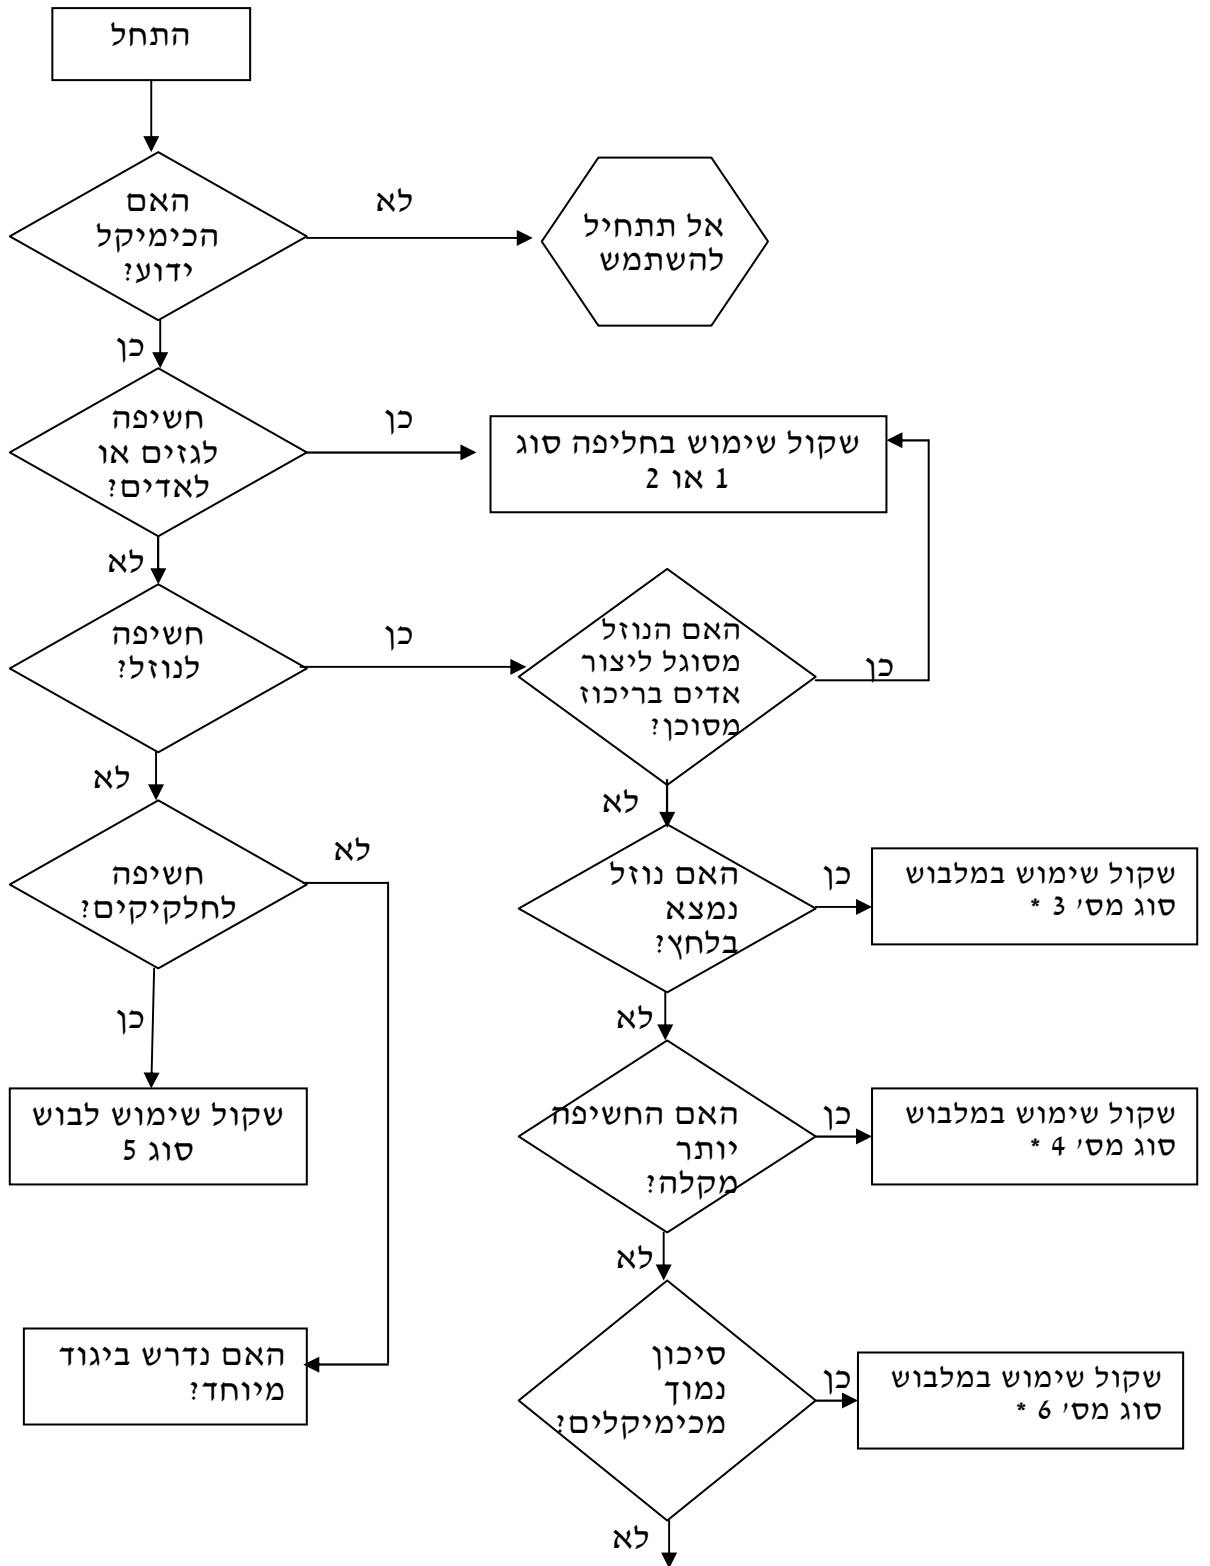 התחל
האם
הכימיקל
ידוע?
לא
אל תתחיל
להשתמש
כן
חשיפה
לגזים או
לאדים?
כן
שקול שימוש בחליפה סוג
1 או 2
לא
חשיפה
לנוזל?
כן
האם הנוזל
מסוגל ליצור
אדים בריכוז
מסוכן?
כן
לא
חשיפה
לחלקיקים?
לא
כן
שקול שימוש לבוש
סוג 5
האם נדרש ביגוד
מיוחד?
לא
האם נוזל
נמצא
בלחץ?
כן
שקול שימוש במלבוש
סוג מס' 3 *
לא
האם החשיפה
יותר
מקלה?
כן
שקול שימוש במלבוש
סוג מס' 4 *
לא
סיכון
נמוך
מכימיקלים?
כן
שקול שימוש במלבוש
סוג מס' 6 *
לא